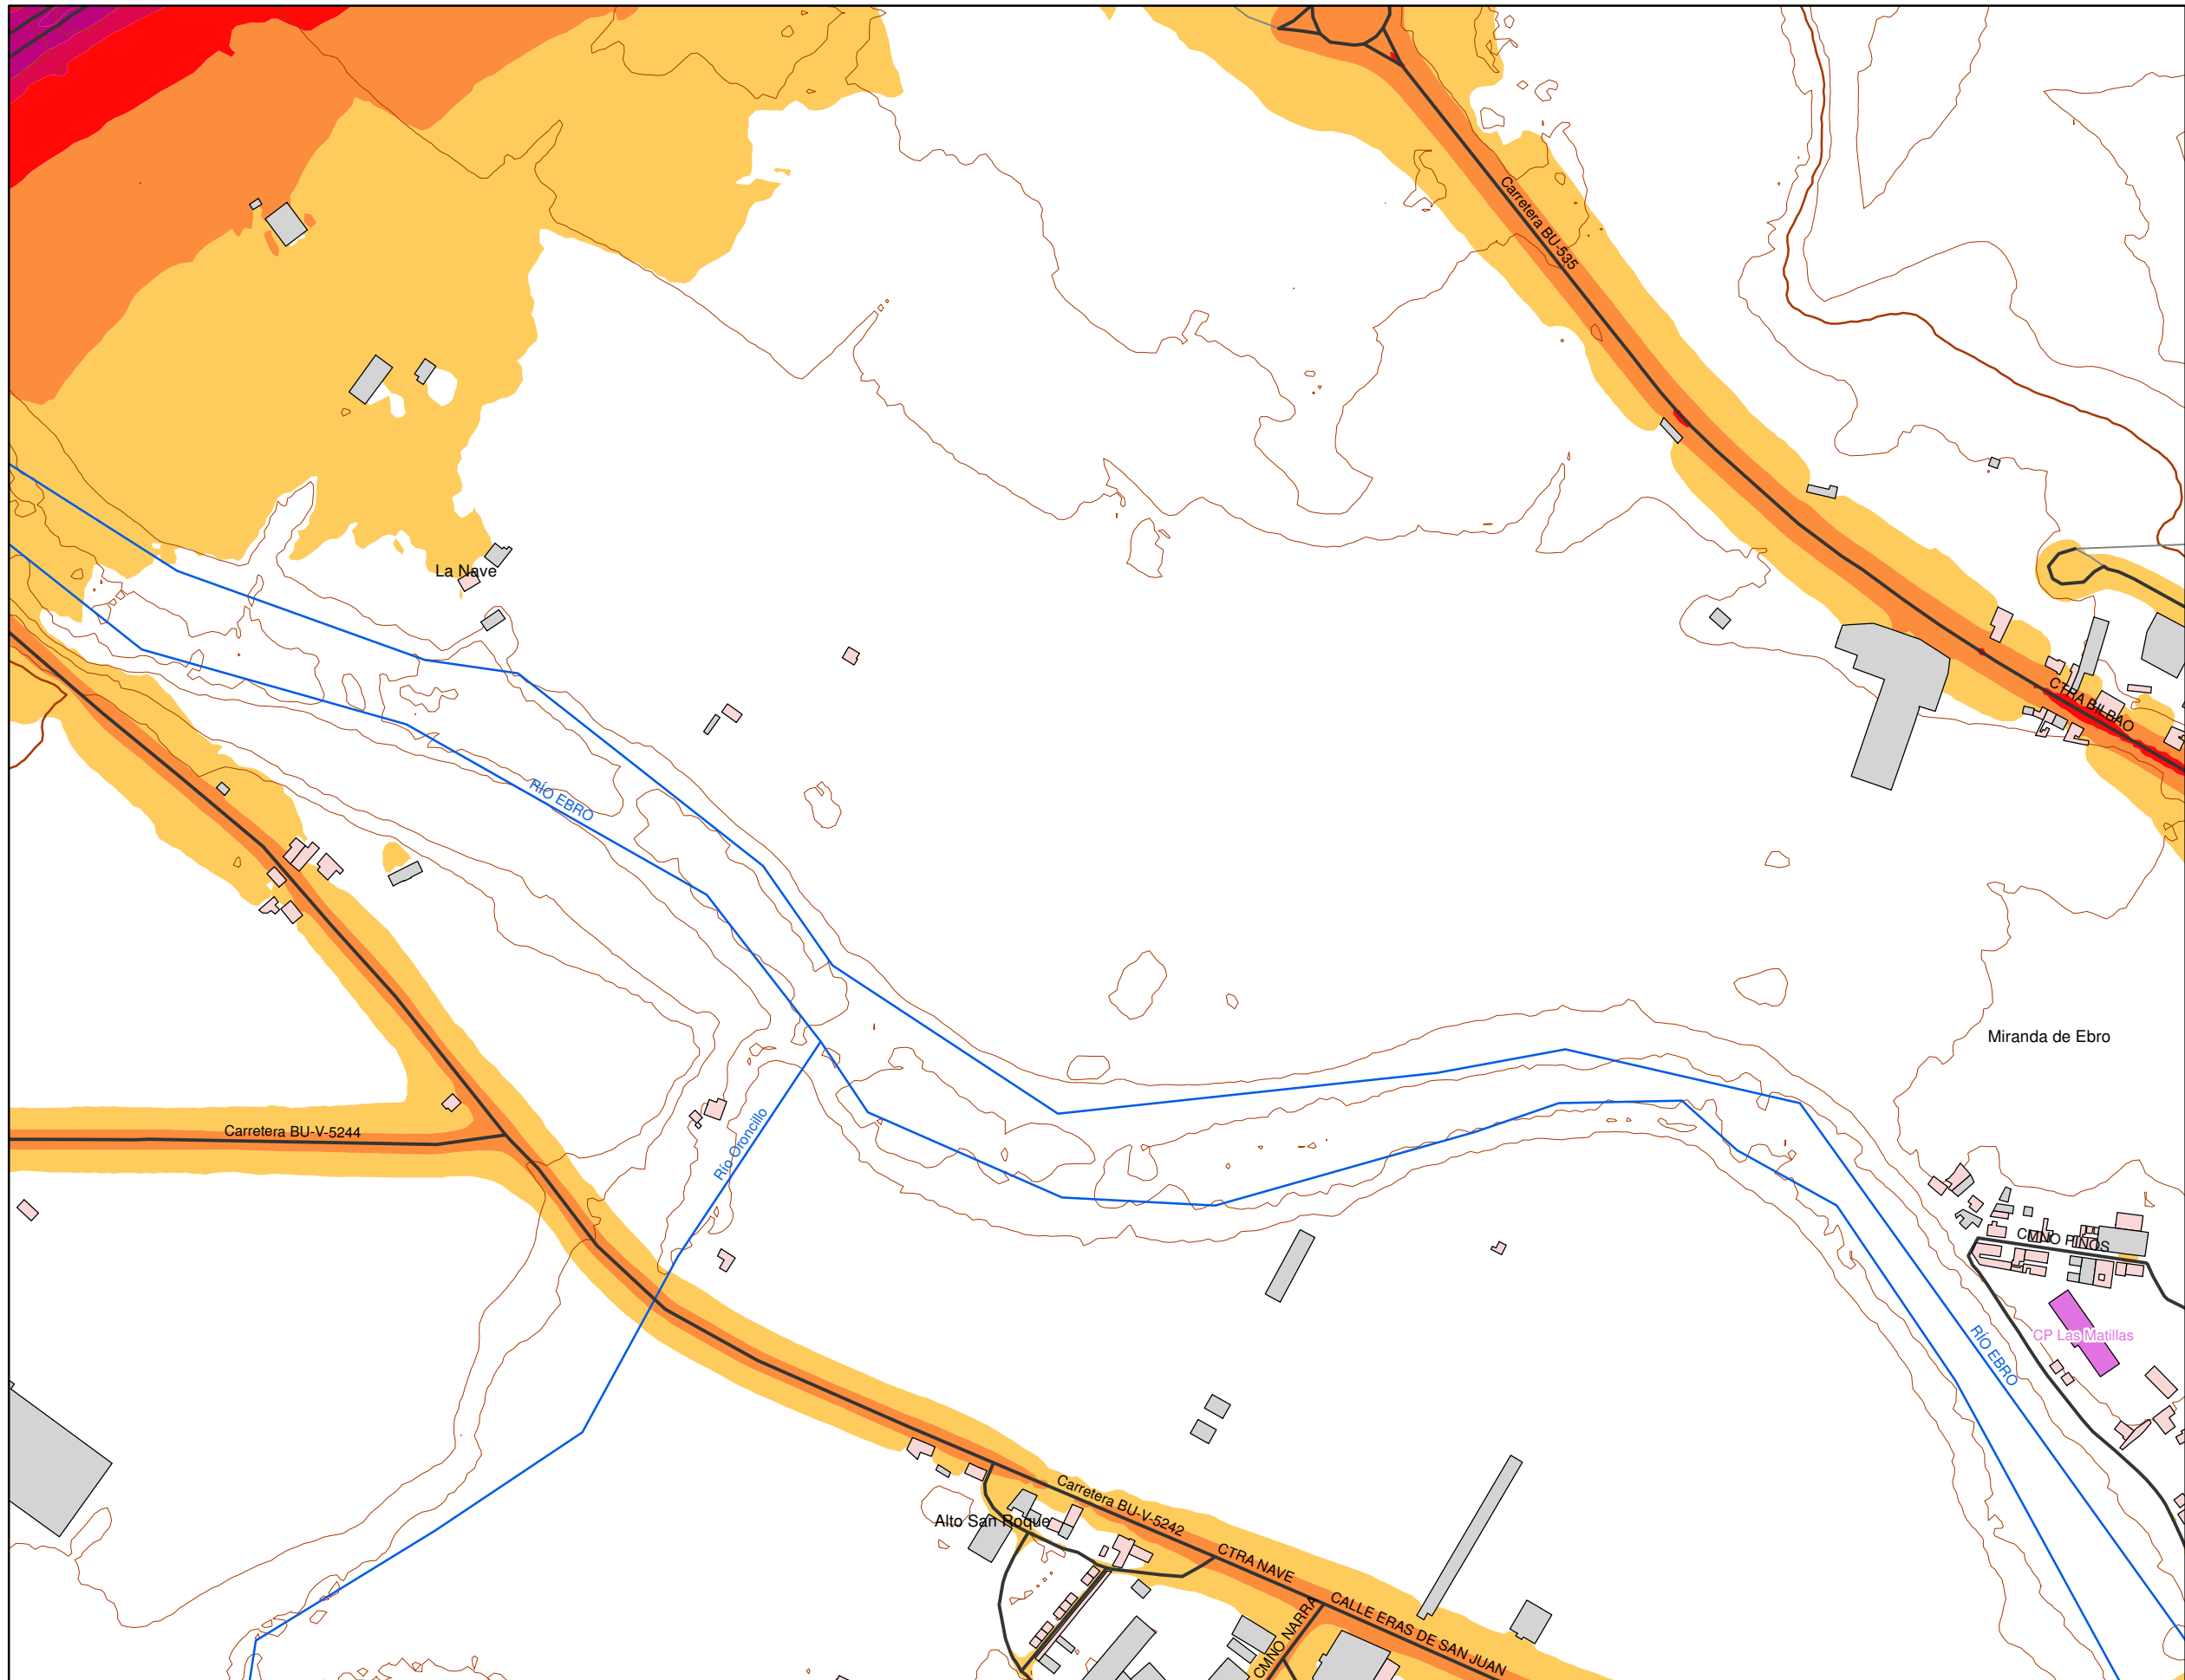 Carretera BU-535
La Nave
CTRA BILBAO
RÍO EBRO
Miranda de Ebro
Carretera BU-V-5244
Río Oroncillo
CMNO PINOS
CP Las Matillas
RÍO EBRO
Carretera BU-V-5242
Alto San Roque
CTRA NAVE
CALLE ERAS DE SAN JUAN
CMNO NARRA